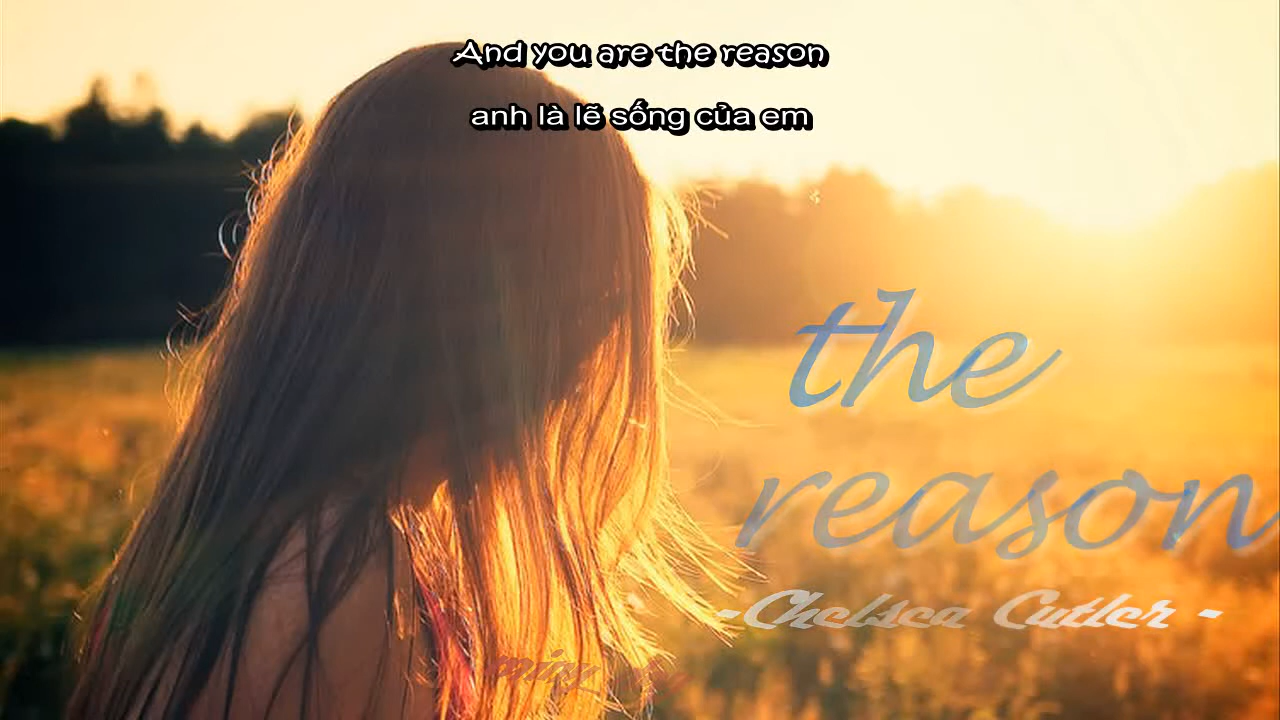 And you are the reason
anh là lẽ sống của em
the
reason
-Chelsea Cutler -